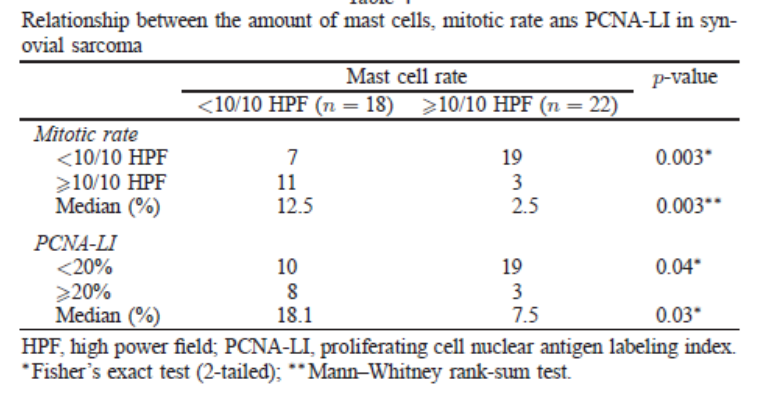 Relationship between the amount of mast cells, mitotic rate ans PCNA-LI in syn-
ovial sarcoma
Mast cell rate p-value
<10/10 HPF (n = 18) ⩾10/10 HPF (n = 22)
Mitotic rate
<10/10 HPF 7 19 0.003*
⩾10/10 HPF 11 3
Median (%) 12.5 2.5 0.003**
PCNA-LI
<20% 10 19 0.04*
⩾20% 8 3
Median (%) 18.1 7.5 0.03*
HPF, high power field; PCNA-LI, proliferating cell nuclear antigen labeling index.
*Fisher's exact test (2-tailed); **Mann–Whitney rank-sum test.